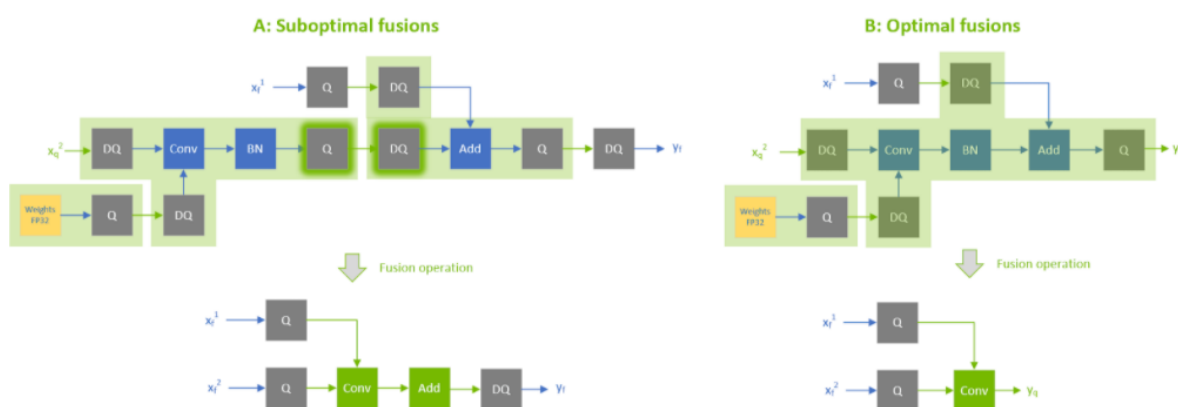 A: Suboptimal fusions
B: Optimal fusions
x_f^1
Q
DQ
x_f^1
Q
DQ
x_q^2
DQ
Conv
BN
Q
DQ
Add
Q
DQ
y_f
x_q^2
DQ
Conv
BN
Add
Q
y
Weights
FP32
Q
DQ
Weights
FP32
Q
DQ
Fusion operation
Fusion operation
x_f^1
Q
x_f^1
Q
x_f^2
Q
Conv
Add
DQ
y_f
x_f^2
Q
Conv
y_q